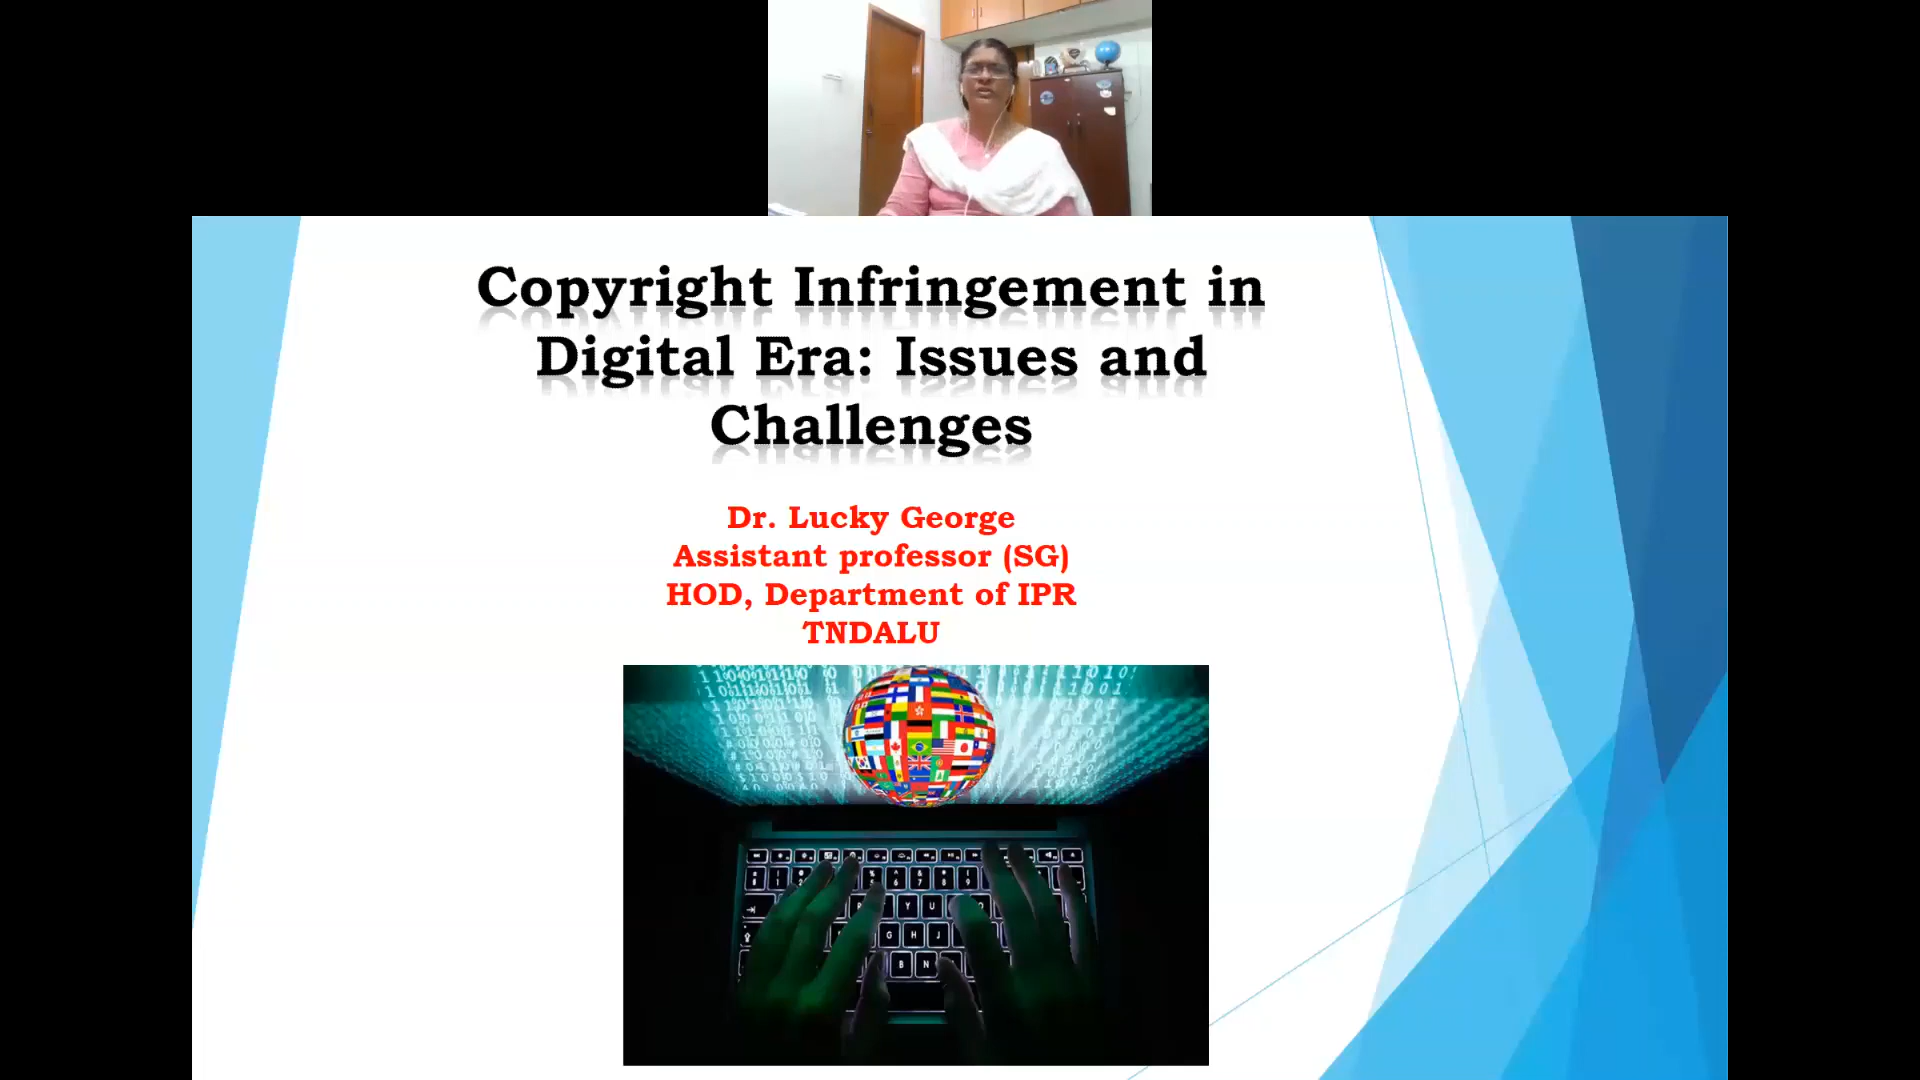 Copyright Infringement in
Digital Era: Issues and
Challenges
Dr. Lucky George
Assistant professor (SG)
HOD, Department of IPR
TNDALU